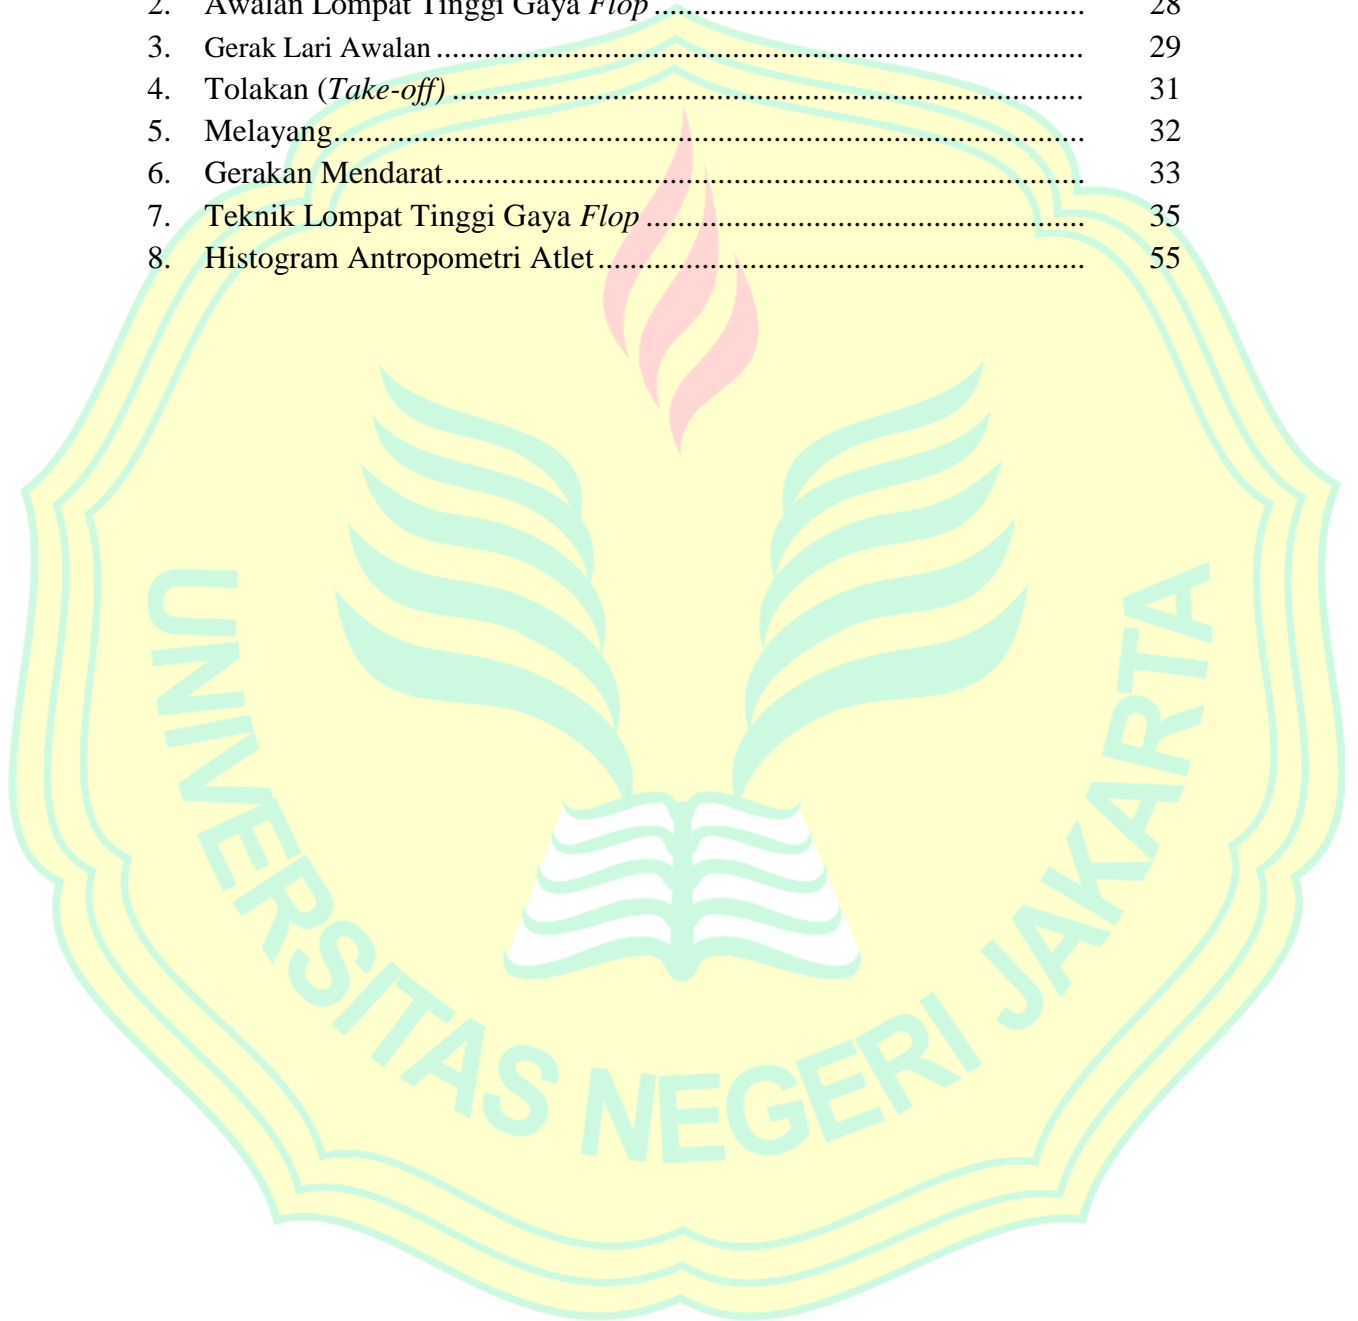 2. Awalan Lompat Tinggi Gaya Flop ........................................................ 28
3. Gerak Lari Awalan .................................................................................... 29
4. Tolakan (Take-off) .................................................................................. 31
5. Melayang.................................................................................................. 32
6. Gerakan Mendarat.................................................................................... 33
7. Teknik Lompat Tinggi Gaya Flop ......................................................... 35
8. Histogram Antropometri Atlet................................................................ 55
UNIVERSITAS NEGERI JAKARTA